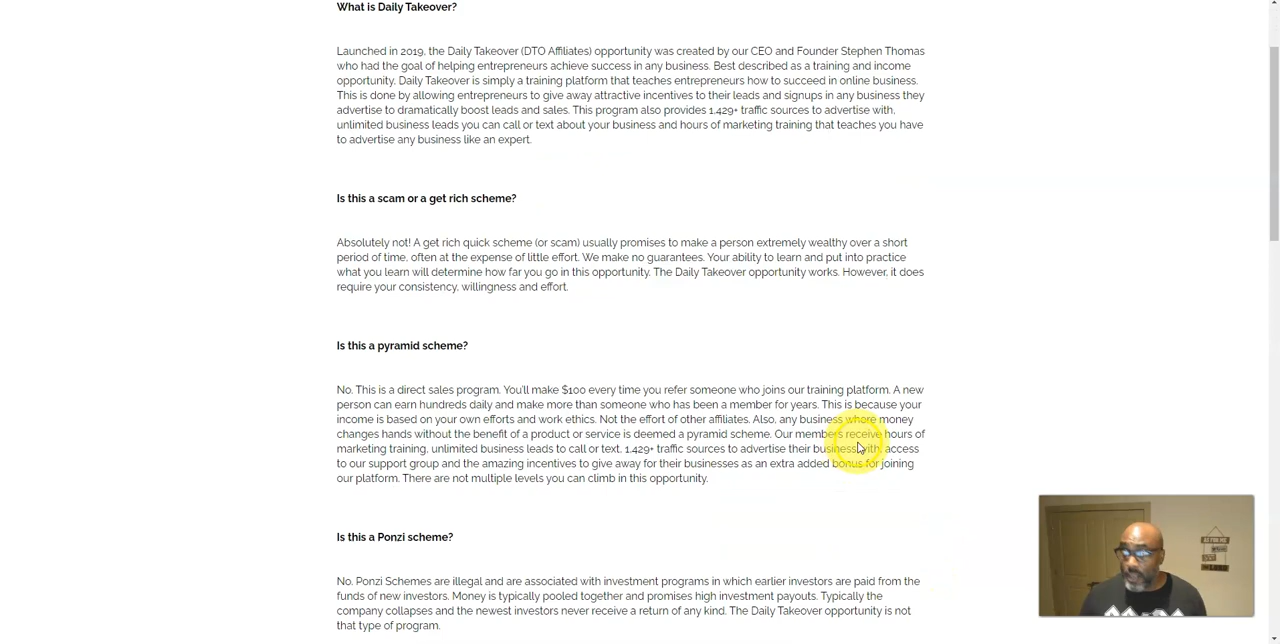 What is Daily Takeover?
Launched in 2019, the Daily Takeover (DTO Affiliates) opportunity was created by our CEO and Founder Stephen Thomas
who had the goal of helping entrepreneurs achieve success in any business. Best described as a training and income
opportunity. Daily Takeover is simply a training platform that teaches entrepreneurs how to succeed in online business.
This is done by allowing entrepreneurs to give away attractive incentives to their leads and signups in any business they
advertise to dramatically boost leads and sales. This program also provides 1,429+ traffic sources to advertise with,
unlimited business leads you can call or text about your business and hours of marketing training that teaches you have
to advertise any business like an expert.
Is this a scam or a get rich scheme?
Absolutely not! A get rich quick scheme (or scam) usually promises to make a person extremely wealthy over a short
period of time, often at the expense of little effort. We make no guarantees. Your ability to learn and put into practice
what you learn will determine how far you go in this opportunity. The Daily Takeover opportunity works. However, it does
require your consistency, willingness and effort.
Is this a pyramid scheme?
No. This is a direct sales program. You'll make $100 every time you refer someone who joins our training platform. A new
person can earn hundreds daily and make more than someone who has been a member for years. This is because your
income is based on your own efforts and work ethics. Not the effort of other affiliates. Also, any business where money
changes hands without the benefit of a product or service is deemed a pyramid scheme. Our members receive hours of
marketing training, unlimited business leads to call or text, 1,429+ traffic sources to advertise their business with, access
to our support group and the amazing incentives to give away for their businesses as an extra added bonus for joining
our platform. There are not multiple levels you can climb in this opportunity.
Is this a Ponzi scheme?
No. Ponzi Schemes are illegal and are associated with investment programs in which earlier investors are paid from the
funds of new investors. Money is typically pooled together and promises high investment payouts. Typically the
company collapses and the newest investors never receive a return of any kind. The Daily Takeover opportunity is not
that type of program.